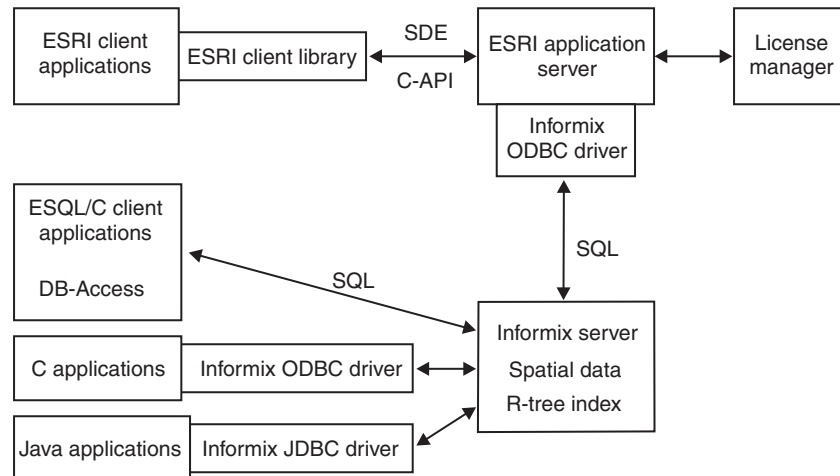 ESRI client
applications
ESRI client library
SDE
C-API
ESRI application
server
License
manager
Informix
ODBC driver
SQL
ESQL/C client
applications
DB-Access
SQL
Informix server
Spatial data
R-tree index
C applications
Informix ODBC driver
Java applications
Informix JDBC driver